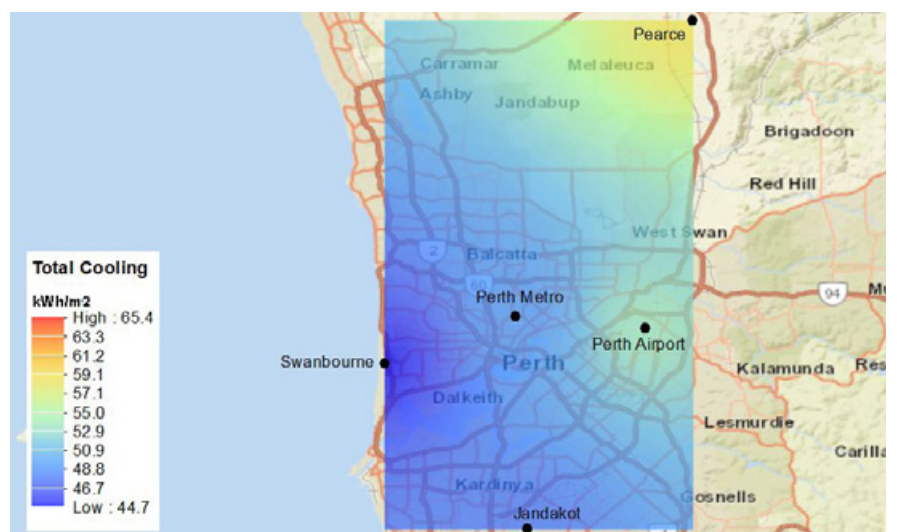 Pearce
Carramar
Melaleuca
Ashby
Jandabup
Brigadoon
Red Hill
West Swan
2
Balcatta
60
94
Perth Metro
Perth Airport
Swanbourne
Perth
Kalamunda
Res
Dalkeith
Lesmurdie
Carilla
Kardinya
Gosnells
Jandakot
Total Cooling
kWh/m2
High : 65.4
63.3
61.2
59.1
57.1
55.0
52.9
50.9
48.8
46.7
Low : 44.7